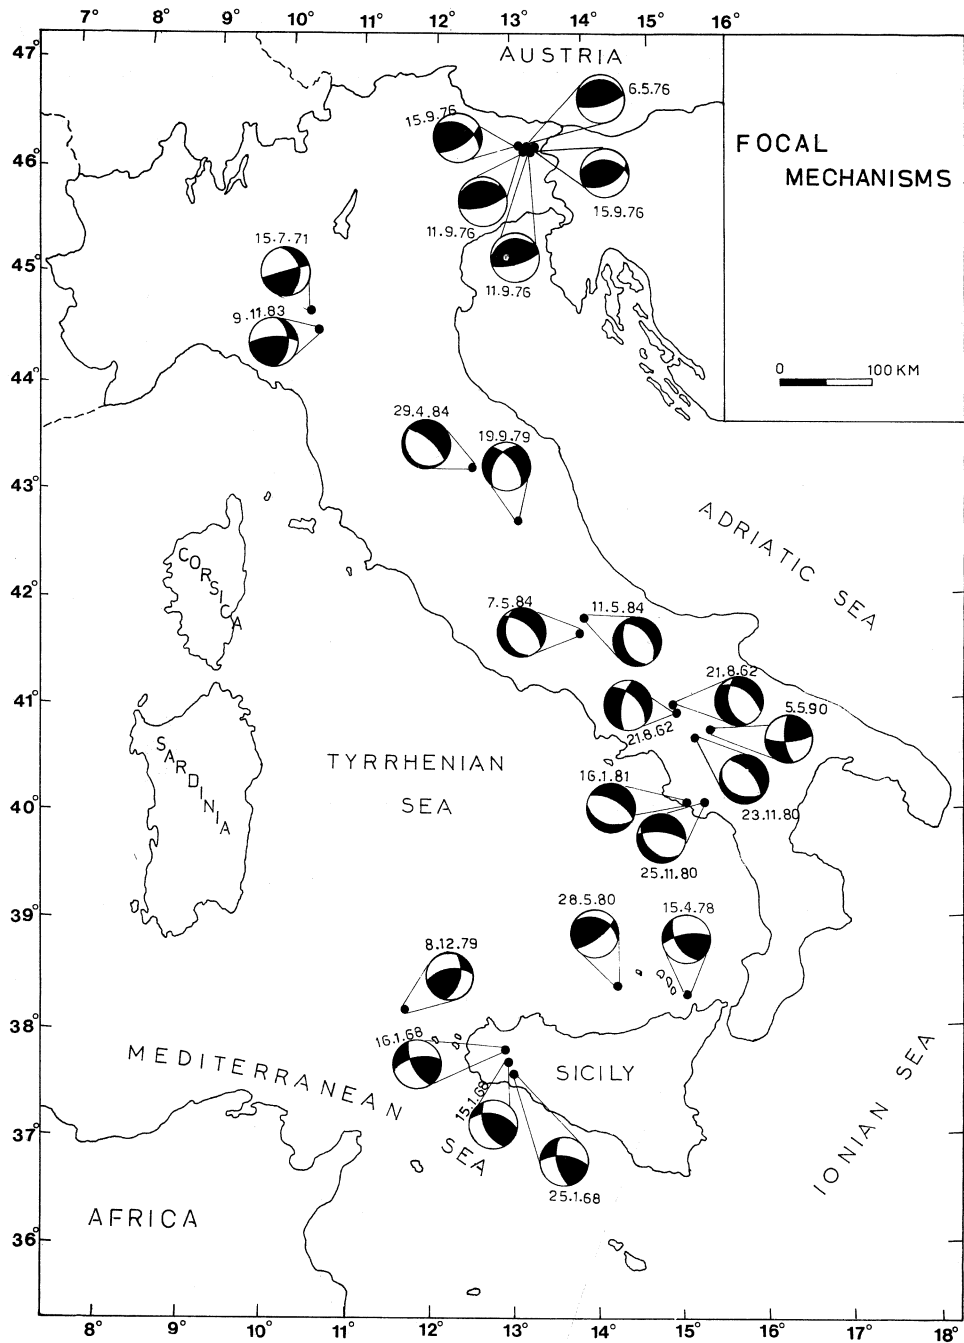 7° 8° 9° 10° 11° 12° 13° 14° 15° 16°
47°
AUSTRIA
6.5.76
15.9.76
FOCAL
MECHANISMS
46°
15.9.76
11.9.76
15.7.71
45°
11.9.76
9.11.83
0 100 KM
44°
29.4.84
19.9.79
43°
ADRIATIC SEA
CORSICA
42°
7.5.84
11.5.84
41°
21.8.62
5.5.90
21.8.62
SARDINIA
TYRRHENIAN
SEA
16.1.81
40°
23.11.80
25.11.80
39°
28.5.80
15.4.78
8.12.79
38°
16.1.68
MEDITERRANEAN
SEA
SICILY
IONIAN SEA
15.1.68
37°
25.1.68
AFRICA
36°
8° 9° 10° 11° 12° 13° 14° 15° 16° 17° 18°